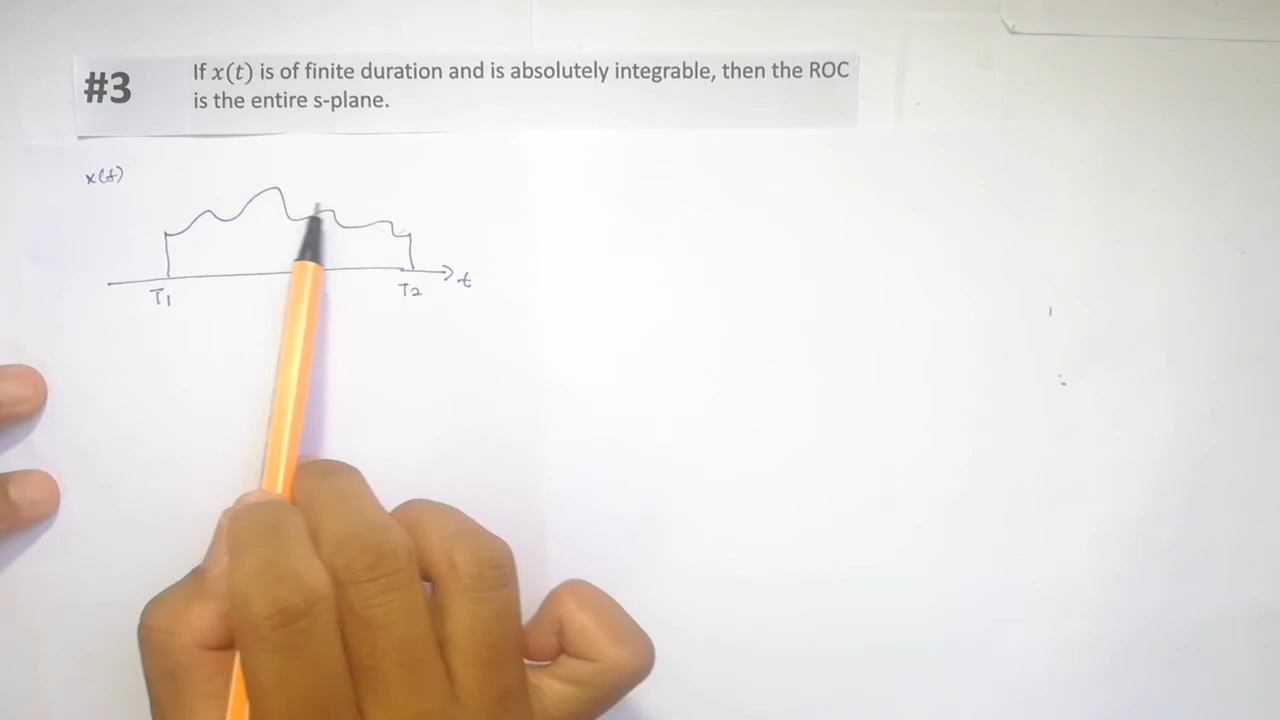 #3
If x(t) is of finite duration and is absolutely integrable, then the ROC
is the entire s-plane.
x(t)
t
T1
T2